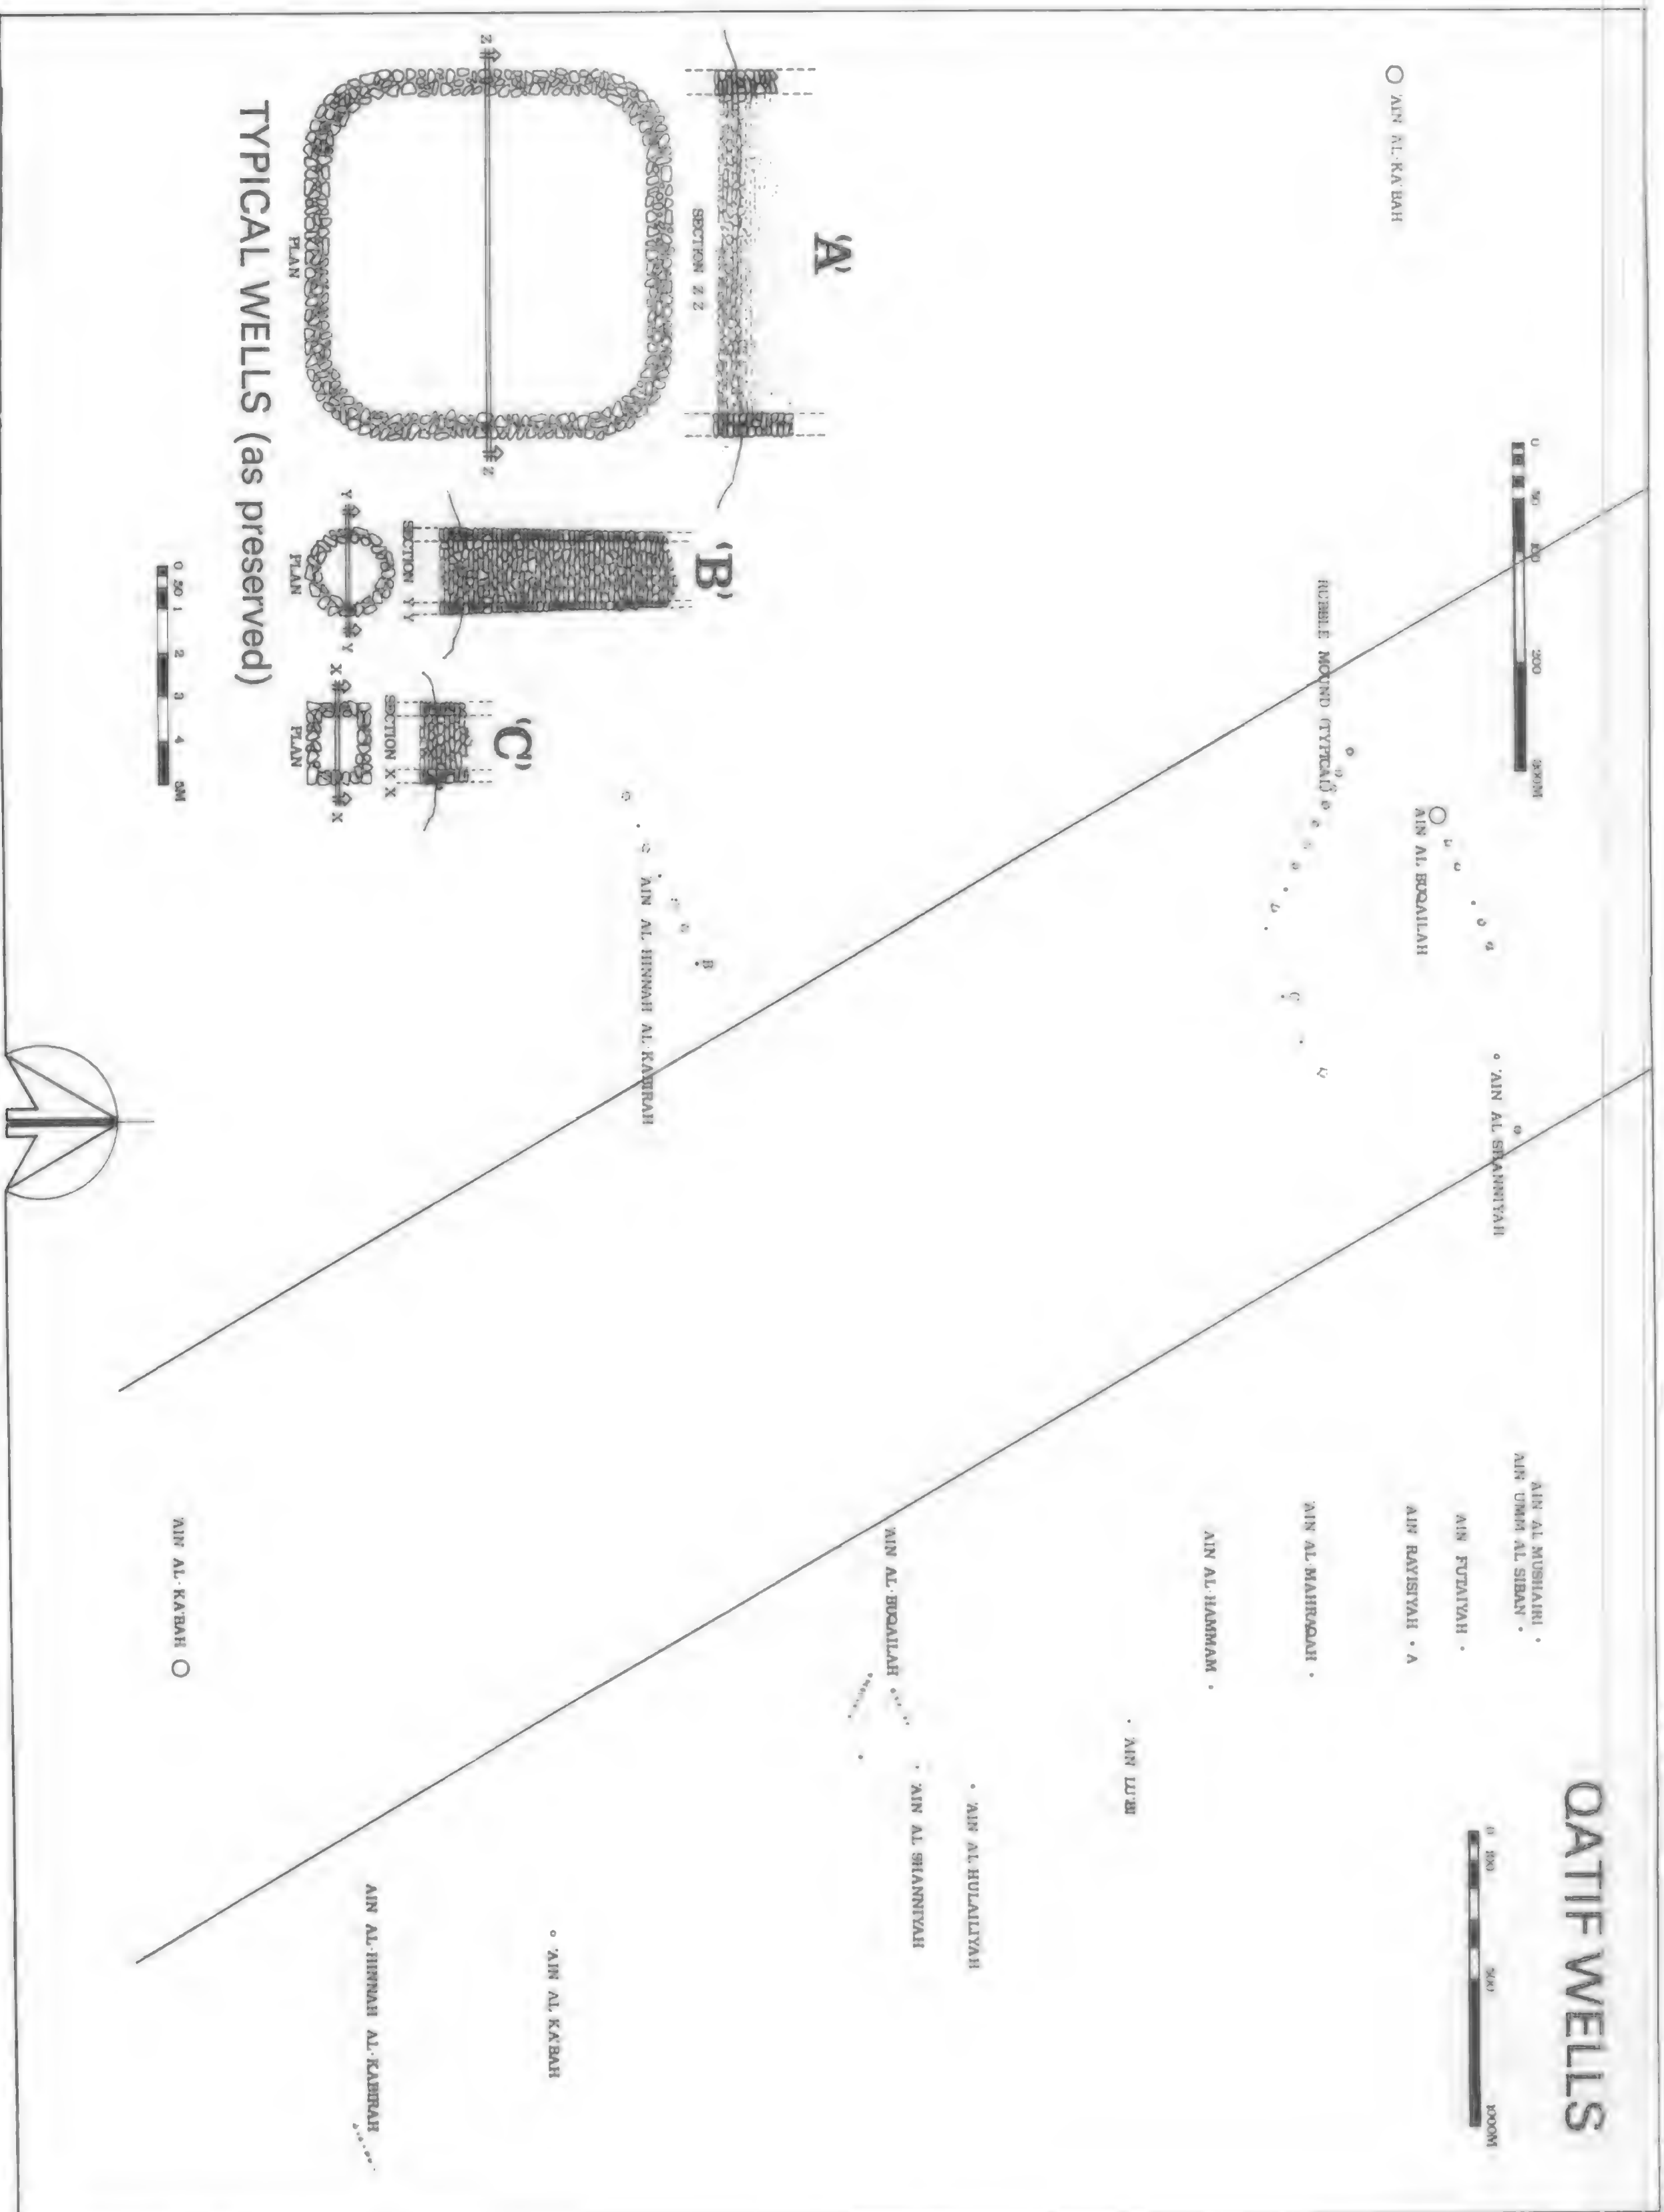 QATIF WELLS
0 100 500 1000M
'AIN AL MUSHAIRI
'AIN UMM AL SIBAN
'AIN FUTAIYAH
'AIN RAYISIYAH A
'AIN AL·MAHRAQAH
'AIN AL·HAMMAM
'AIN LU'BI
'AIN AL·HULAILIYAH
'AIN AL SHANNIYAH
'AIN AL·BUQAILAH
'AIN AL KA'BAH
'AIN AL·HINNAH AL·KABIRAH
'AIN AL·KA'BAH
0 50 100 200 300M
'AIN AL SHANNIYAH
'AIN AL BUQAILAH
RUBBLE MOUND (TYPICAL)
C
'AIN AL·KA'BAH
B
'AIN AL·HINNAH AL·KABIRAH
'A'
SECTION Z Z
Z Z
PLAN
'B'
SECTION Y Y
Y Y
PLAN
'C'
SECTION X X
X X
PLAN
TYPICAL WELLS (as preserved)
0 50 1 2 3 4 5M